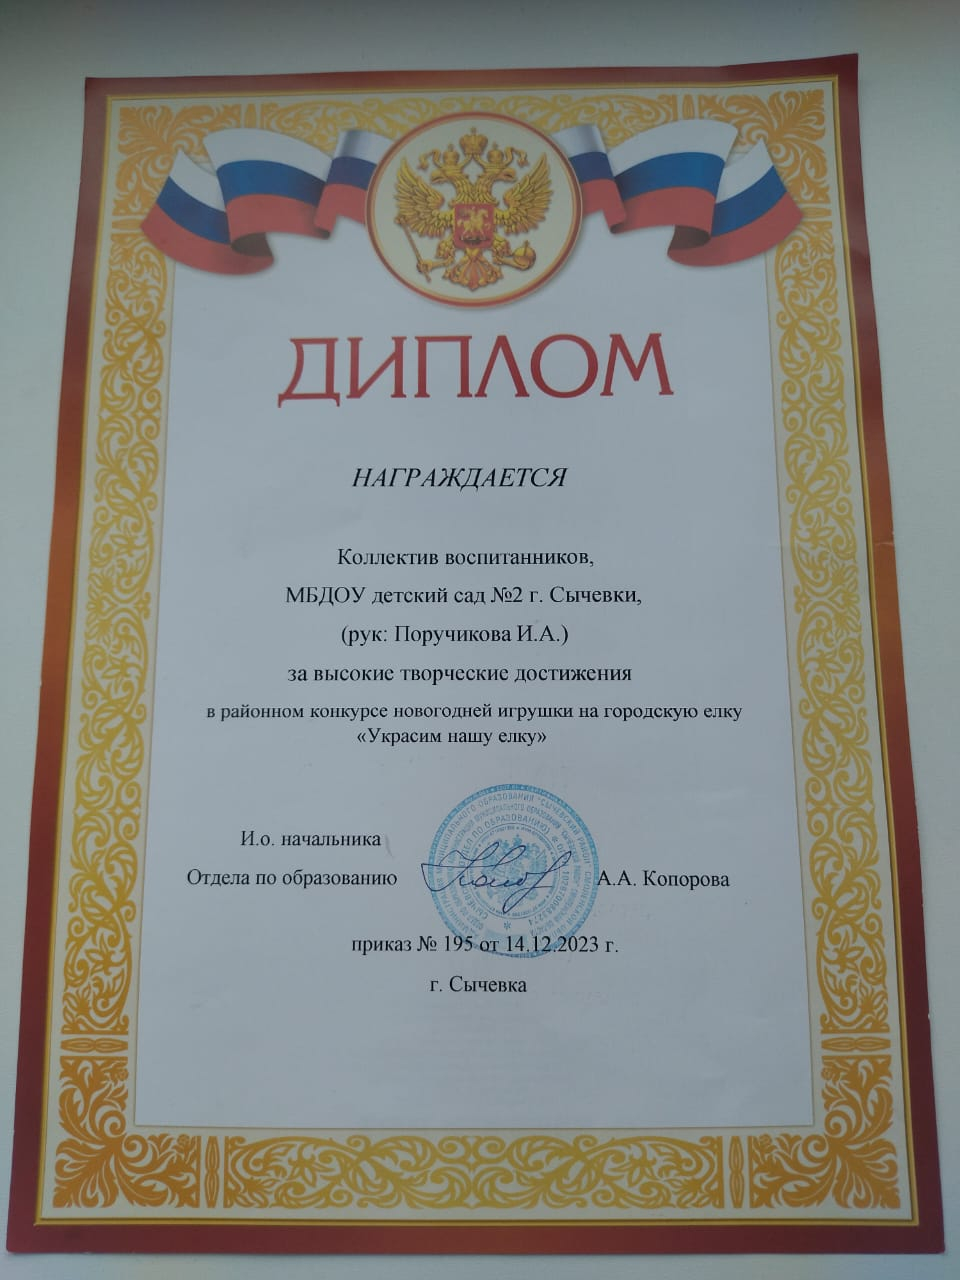 ДИПЛОМ
НАГРАЖДАЕТСЯ
Коллектив воспитанников,
МБДОУ детский сад №2 г. Сычевки,
(рук: Поручикова И.А.)
за высокие творческие достижения
в районном конкурсе новогодней игрушки на городскую елку
«Украсим нашу елку»
И.о. начальника
Отдела по образованию
А.А. Копорова
приказ № 195 от 14.12.2023 г.
г. Сычевка